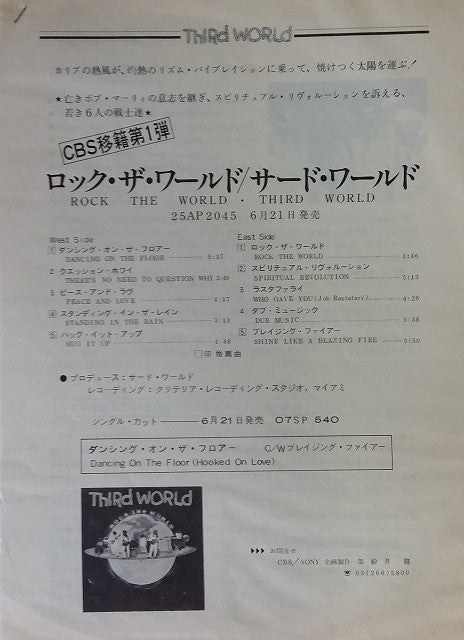 Third WORLD
カリブの熱風が、灼熱のリズム・バイブレイションに乗って、焼けつく太陽を運ぶ!
★亡きボブ・マーリィの意志を継ぎ、スピリチュアル・リヴォルーションを訴える、
若き6人の戦士達★
CBS移籍第1弾
ロック・ザ・ワールド/サード・ワールド
ROCK THE WORLD・THIRD WORLD
25AP2045 6月21日発売
West Side
1 ダンシング・オン・ザ・フロアー
DANCING ON THE FLOOR 5:37
2 クエッション・ホワイ
THERE'S NO NEED TO QUESTION WHY 3:49
3 ピース・アンド・ラヴ
PEACE AND LOVE 4:17
4 スタンディング・イン・ザ・レイン
STANDING IN THE RAIN 3:13
5 ハッグ・イット・アップ
HUG IT UP 4:48
East Side
1 ロック・ザ・ワールド
ROCK THE WORLD 3:46
2 スピリチュアル・リヴォルーション
SPIRITUAL REVOLUTION 5:13
3 ラスタファライ
WHO GAVE YOU (Jah Rastafari) 4:28
4 ダブ・ミュージック
DUB MUSIC 3:38
5 ブレイジング・ファイアー
SHINE LIKE A BLAZING FIRE 3:50
□印推薦曲
●プロデュース:サード・ワールド
レコーディング:クリテリア・レコーディング・スタジオ,マイアミ
シングル・カット 6月21日発売 07SP 540
ダンシング・オン・ザ・フロアー C/Wブレイジング・ファイアー
Dancing On The Floor (Hooked On Love)
Third WORLD
▶▶▶ お問合せ
CBS/SONY 企画制作一部
☎ 03(266)5800